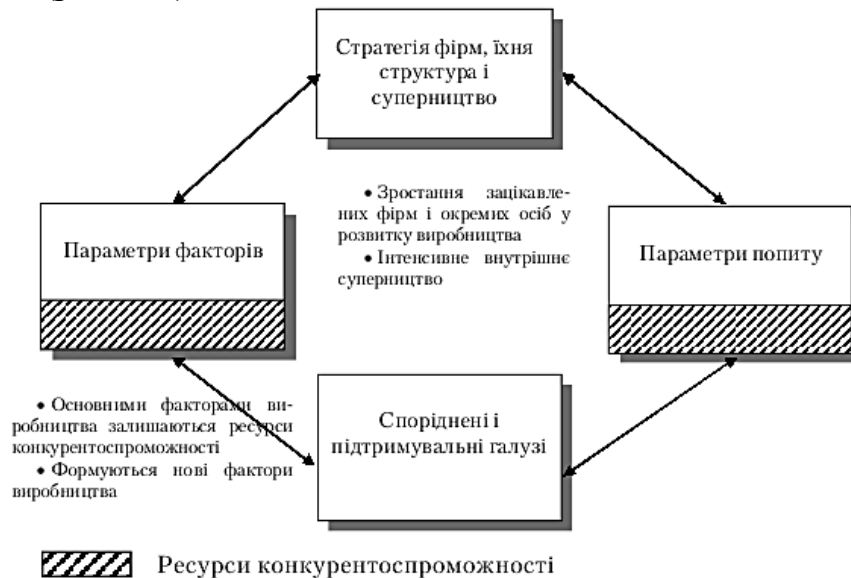 Стратегія фірм, їхня
структура і
суперництво
• Зростання зацікавле-
них фірм і окремих осіб у
розвитку виробництва
• Інтенсивне внутрішнє
суперництво
Параметри факторів
Параметри попиту
• Основними факторами ви-
робництва залишаються ресурси
конкурентоспроможності
• Формуються нові фактори
виробництва
Споріднені і
підтримувальні галузі
Ресурси конкурентоспроможності